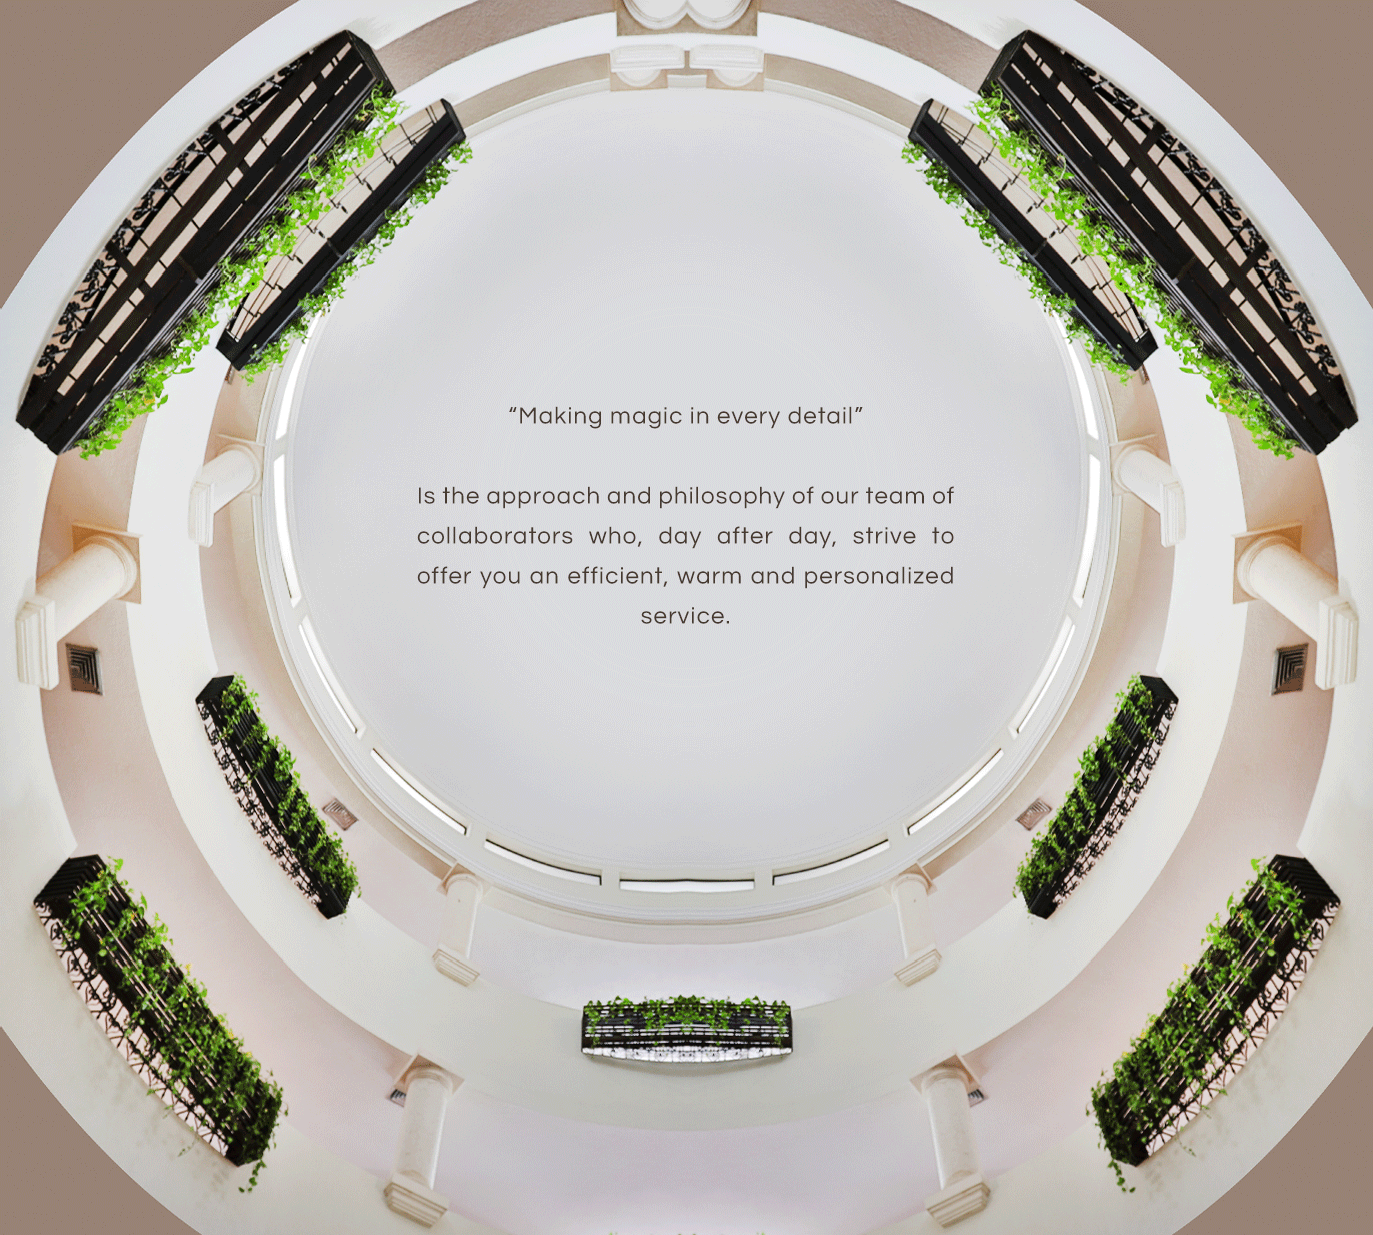 “Making magic in every detail”
Is the approach and philosophy of our team of
collaborators who, day after day, strive to
offer you an efficient, warm and personalized
service.